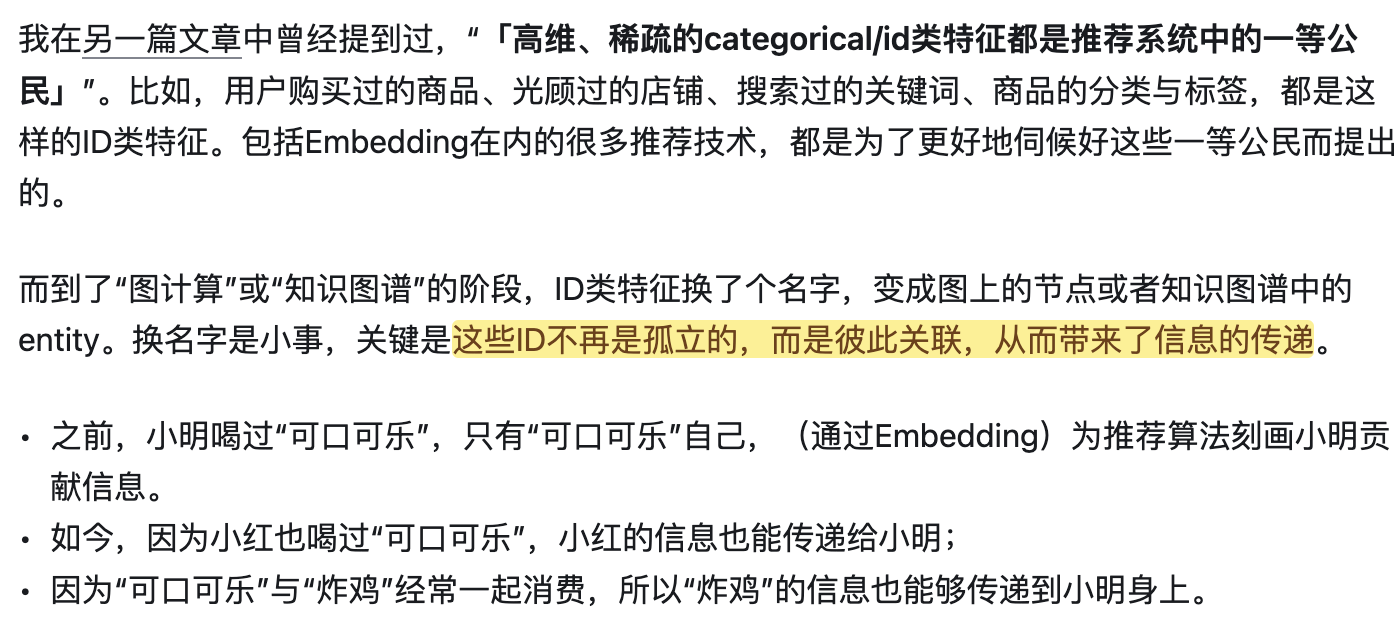 我在另一篇文章中曾经提到过，“「高维、稀疏的categorical/id类特征都是推荐系统中的一等公
民」”。比如，用户购买过的商品、光顾过的店铺、搜索过的关键词、商品的分类与标签，都是这
样的ID类特征。包括Embedding在内的很多推荐技术，都是为了更好地伺候好这些一等公民而提出
的。
而到了“图计算”或“知识图谱”的阶段，ID类特征换了个名字，变成图上的节点或者知识图谱中的
entity。换名字是小事，关键是这些ID不再是孤立的，而是彼此关联，从而带来了信息的传递。
• 之前，小明喝过“可口可乐”，只有“可口可乐”自己，（通过Embedding）为推荐算法刻画小明贡
献信息。
• 如今，因为小红也喝过“可口可乐”，小红的信息也能传递给小明；
• 因为“可口可乐”与“炸鸡”经常一起消费，所以“炸鸡”的信息也能够传递到小明身上。